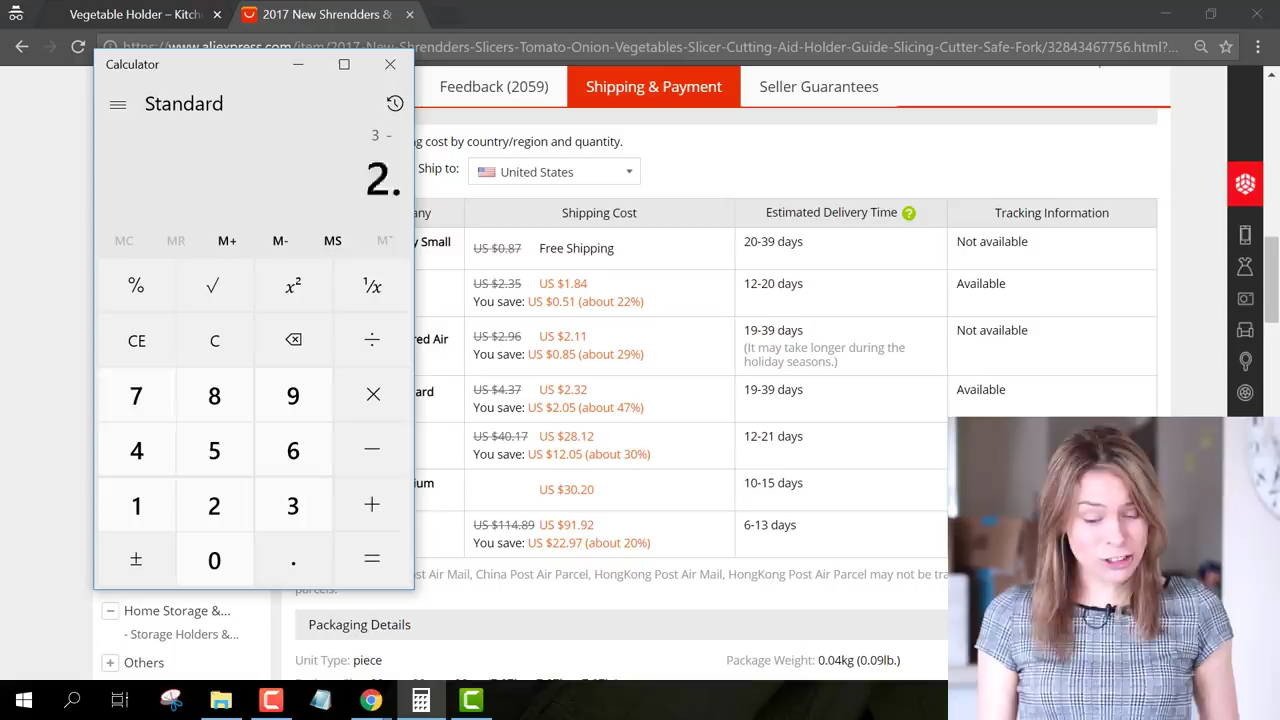 Vegetable Holder – Kitch
2017 New Shrendders &
https://www.aliexpress.com/item/2017-New-Shrendders-Slicers-Tomato-Onion-Vegetables-Slicer-Cutting-Aid-Holder-Guide-Slicing-Cutter-Safe-Fork/32843467756.html?...
Calculator
Standard
3 -
2.
MC MR M+ M- MS M
% √ x² ¹/x
CE C ÷
7 8 9 ×
4 5 6 −
1 2 3 +
± 0 . =
Feedback (2059)
Shipping & Payment
Seller Guarantees
g cost by country/region and quantity.
Ship to:
United States
any Shipping Cost Estimated Delivery Time ? Tracking Information
y Small US $0.87 Free Shipping 20-39 days Not available
US $2.35 US $1.84 12-20 days Available
You save: US $0.51 (about 22%)
red Air US $2.96 US $2.11 19-39 days Not available
You save: US $0.85 (about 29%) (It may take longer during the
holiday seasons.)
ard US $4.37 US $2.32 19-39 days Available
You save: US $2.05 (about 47%)
US $40.17 US $28.12 12-21 days
You save: US $12.05 (about 30%)
ium US $30.20 10-15 days
US $114.89 US $91.92 6-13 days
You save: US $22.97 (about 20%)
ost Air Mail, China Post Air Parcel, HongKong Post Air Mail, HongKong Post Air Parcel may not be tra
parcels.
Home Storage &...
- Storage Holders &...
Others
Packaging Details
Unit Type: piece
Package Weight: 0.04kg (0.09lb.)